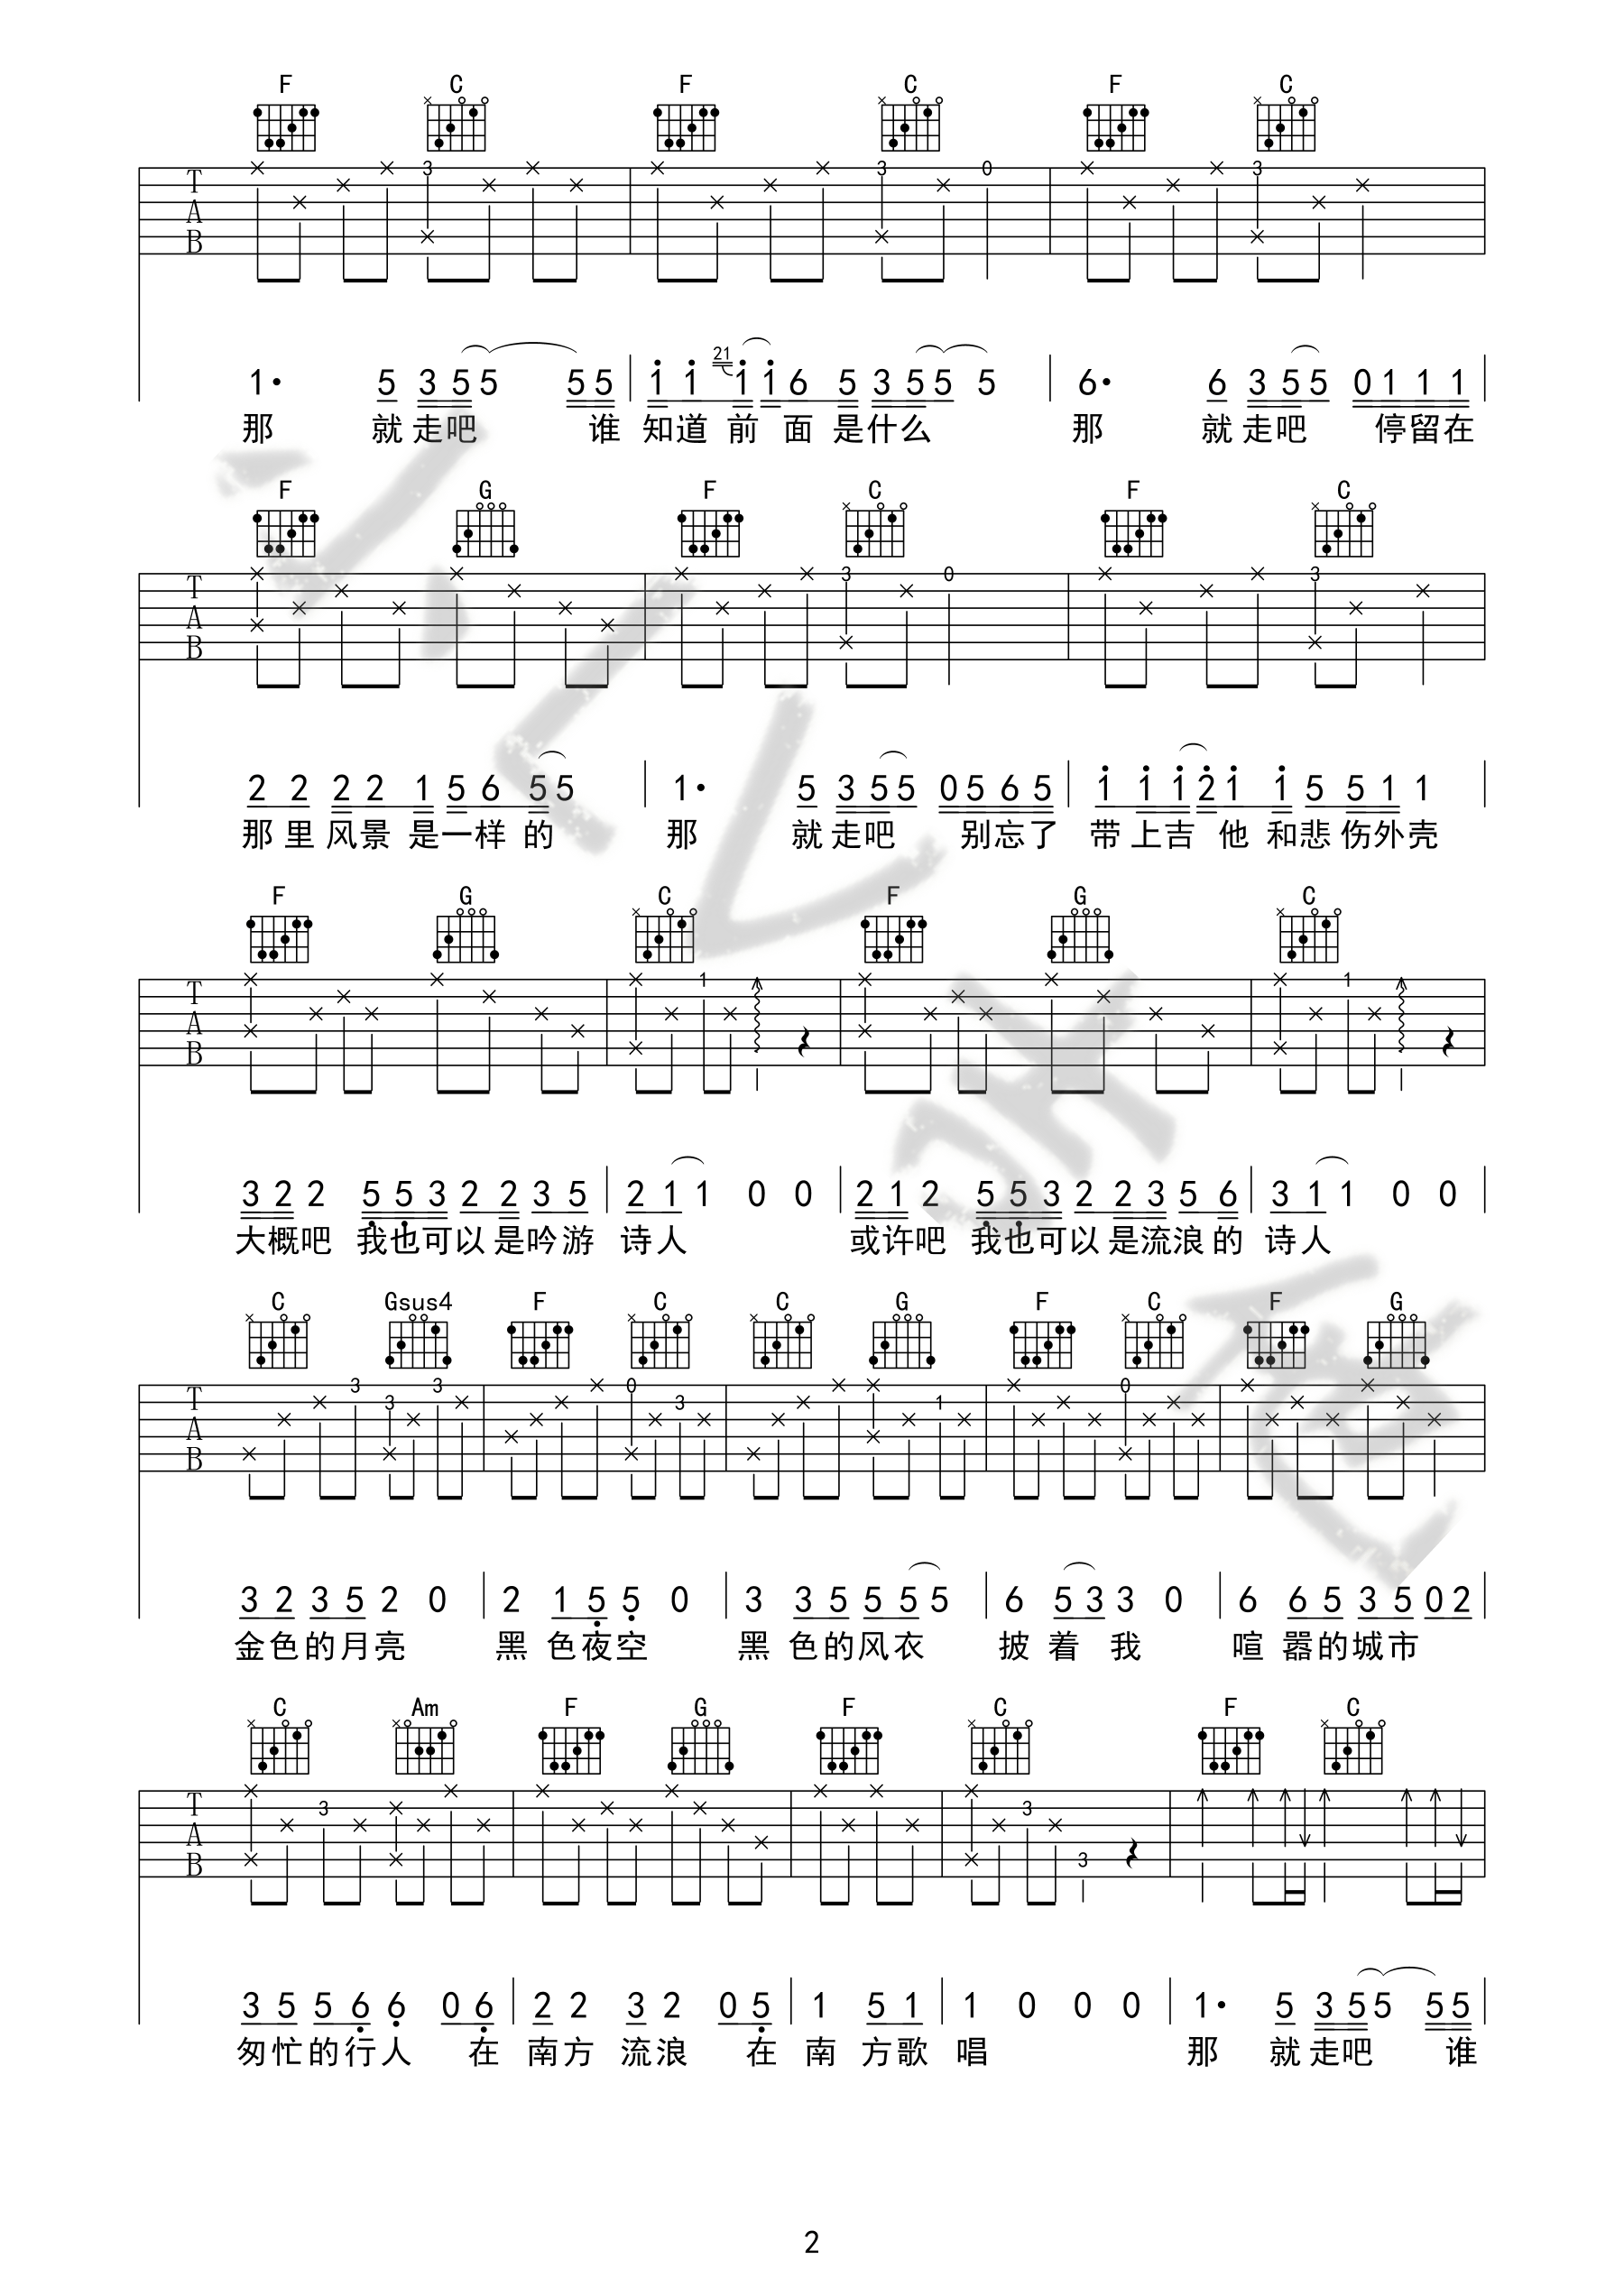 F C F C F C
3 3 0 3
T
A
B
1· 5 3 5 5 5 5 1 1 21 1 1 6 5 3 5 5 5 6· 6 3 5 5 0 1 1 1
那 就 走吧 谁 知道 前 面 是什么 那 就 走吧 停留在
F G F C F C
3 0 3
T
A
B
2 2 2 2 1 5 6 5 5 1· 5 3 5 5 0 5 6 5 1 1 1 2 1 1 5 5 1 1
那 里 风景 是一样 的 那 就 走吧 别忘了 带 上吉 他 和悲 伤外壳
F G C F G C
1 1
T
A
B
3 2 2 5 5 3 2 2 3 5 2 1 1 0 0 2 1 2 5 5 3 2 2 3 5 6 3 1 1 0 0
大概吧 我也可以 是吟游 诗人 或许吧 我也可以 是流浪 的 诗人
C Gsus4 F C C G F C F G
3 3 3 0 3 1 0
T
A
B
3 2 3 5 2 0 2 1 5 5 0 3 3 5 5 5 5 6 5 3 3 0 6 6 5 3 5 0 2
金色的月亮 黑 色夜空 黑 色的风衣 披 着 我 喧 嚣的城市
C Am F G F C F C
3 3 3
T
A
B
3 5 5 6 6 0 6 2 2 3 2 0 5 1 5 1 1 0 0 0 1· 5 3 5 5 5 5
匆忙的行人 在 南方 流浪 在 南 方歌 唱 那 就 走吧 谁
2